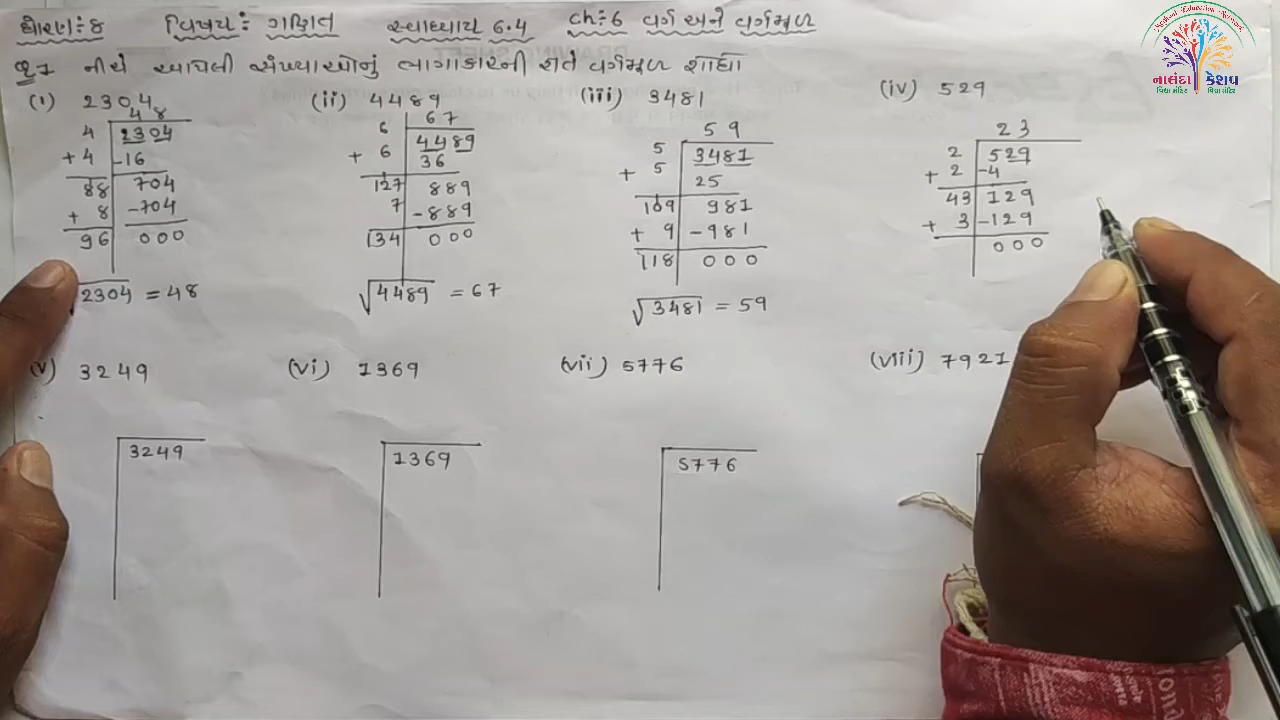 ધોરણ: ૪ વિષય: ગણિત સ્વાધ્યાય 6.4 Ch: 6 વર્ગ અને વર્ગમૂળ
પ્ર 1 નીચે આપેલી સંખ્યાઓનું ભાગાકારની રીતે વર્ગમૂળ શોધો
(i) 2304 (ii) 4489 (iii) 3481 (iv) 529
48
4 2304
+ 4 -16
88 704
+ 8 -704
96 000
√2304 = 48
67
6 4489
+ 6 36
127 889
7 -889
134 000
√4489 = 67
59
5 3481
+ 5 25
109 981
+ 9 -981
118 000
√3481 = 59
23
2 529
+ 2 -4
43 129
+ 3 -129
000
(v) 3249 (vi) 1369 (vii) 5776 (viii) 7921
3249 1369 5776
નાલંદા કેશવ
વિદ્યા મંદિર વિદ્યા મંદિર